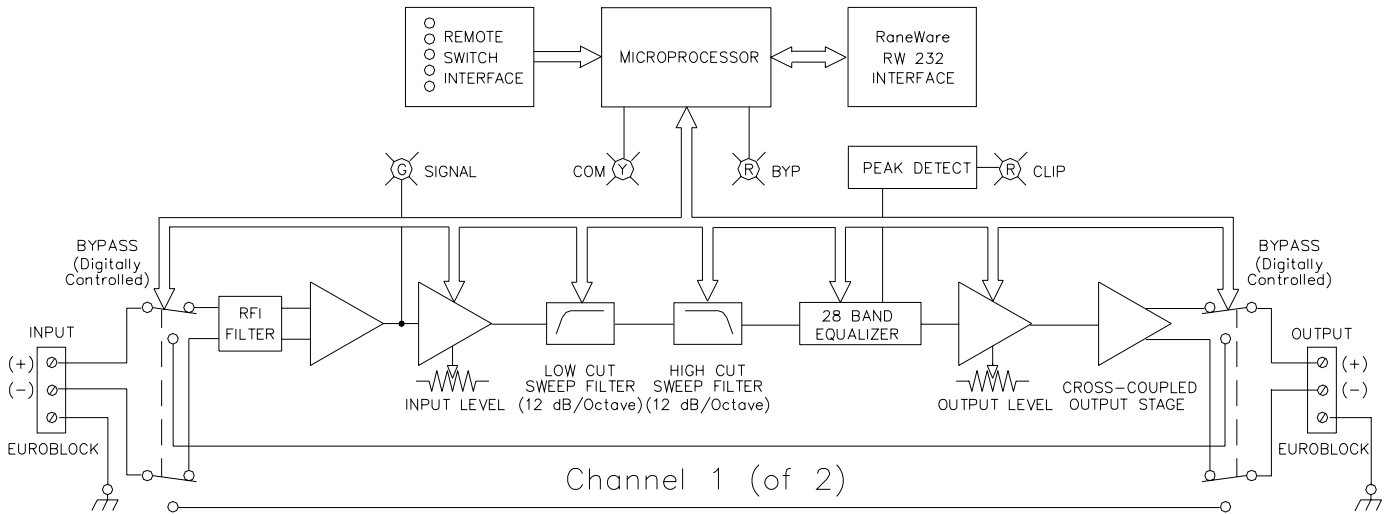 REMOTE
SWITCH
INTERFACE
MICROPROCESSOR
RaneWare
RW 232
INTERFACE
G SIGNAL
COM Y
R BYP
PEAK DETECT
R CLIP
BYPASS
(Digitally
Controlled)
BYPASS
(Digitally
Controlled)
INPUT
(+)
(-)
EUROBLOCK
RFI
FILTER
INPUT LEVEL
LOW CUT
SWEEP FILTER
(12 dB/Octave)
HIGH CUT
SWEEP FILTER
(12 dB/Octave)
28 BAND
EQUALIZER
OUTPUT LEVEL
CROSS-COUPLED
OUTPUT STAGE
OUTPUT
(+)
(-)
EUROBLOCK
Channel 1 (of 2)